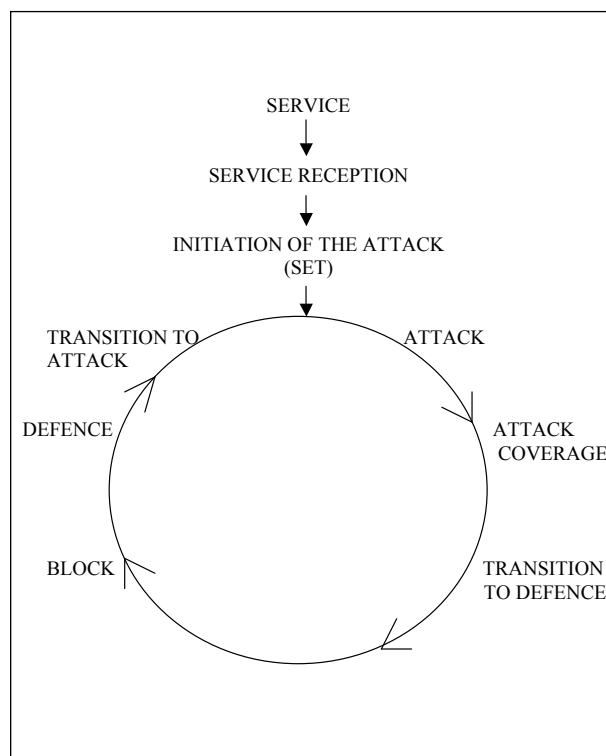 SERVICE
SERVICE RECEPTION
INITIATION OF THE ATTACK
(SET)
TRANSITION TO
ATTACK
ATTACK
DEFENCE
ATTACK
COVERAGE
BLOCK
TRANSITION
TO DEFENCE